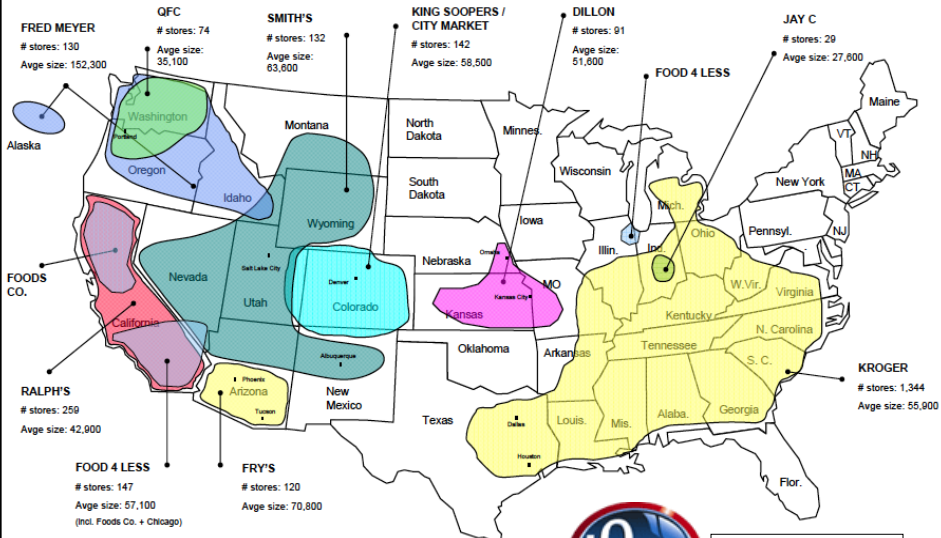 FRED MEYER
# stores: 130
Avge size: 152,300
QFC
# stores: 74
Avge size:
35,100
SMITH'S
# stores: 132
Avge size:
63,600
KING SOOPERS /
CITY MARKET
# stores: 142
Avge size: 58,500
DILLON
# stores: 91
Avge size:
51,600
FOOD 4 LESS
JAY C
# stores: 29
Avge size: 27,600
Alaska
Washington
Portland
Oregon
Idaho
Montana
North
Dakota
South
Dakota
Minnes.
Wisconsin
Iowa
Mich.
Illin.
Ind.
Ohio
New York
Pennsyl.
Maine
VT
NH
MA
CT
NJ
Wyoming
Nebraska
Omaha
Nevada
Salt Lake City
Utah
Denver
Colorado
Kansas
Kansas City
MO
W.Vir.
Virginia
Kentucky
N. Carolina
Tennessee
S. C.
FOODS
CO.
California
Albuquerque
New
Mexico
Phoenix
Arizona
Tucson
Oklahoma
Arkansas
Texas
Dallas
Houston
Louis.
Mis.
Alaba.
Georgia
Flor.
KROGER
# stores: 1,344
Avge size: 55,900
RALPH'S
# stores: 259
Avge size: 42,900
FOOD 4 LESS
# stores: 147
Avge size: 57,100
(Incl. Foods Co. + Chicago)
FRY'S
# stores: 120
Avge size: 70,800